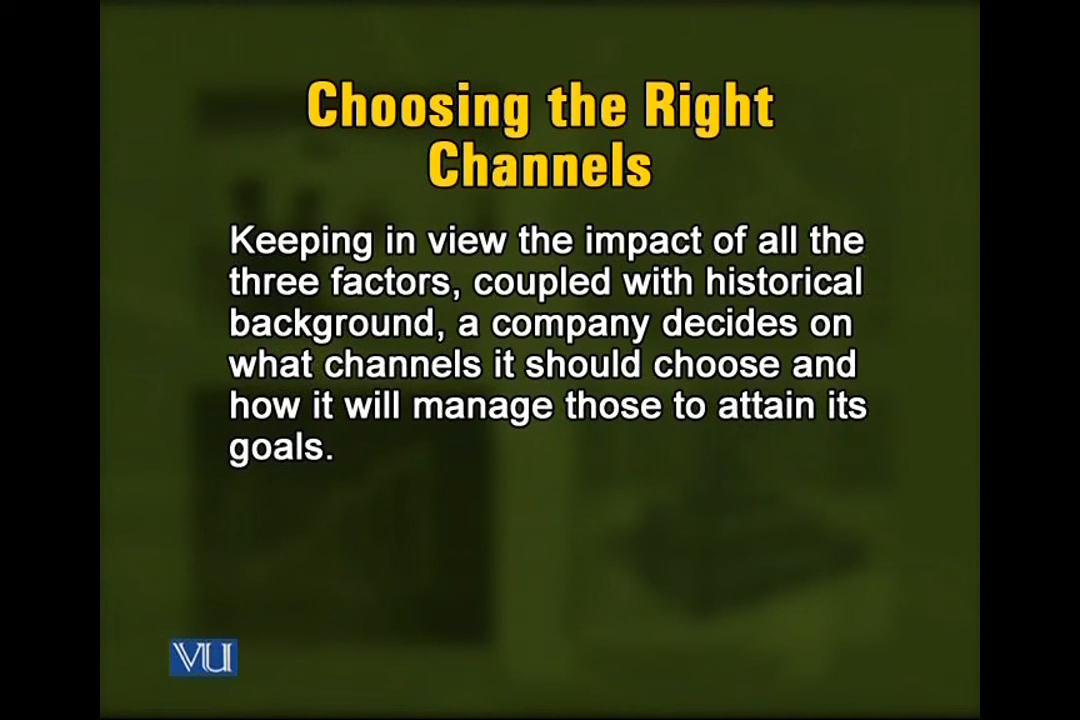 Choosing the Right
Channels
Keeping in view the impact of all the
three factors, coupled with historical
background, a company decides on
what channels it should choose and
how it will manage those to attain its
goals.
VU